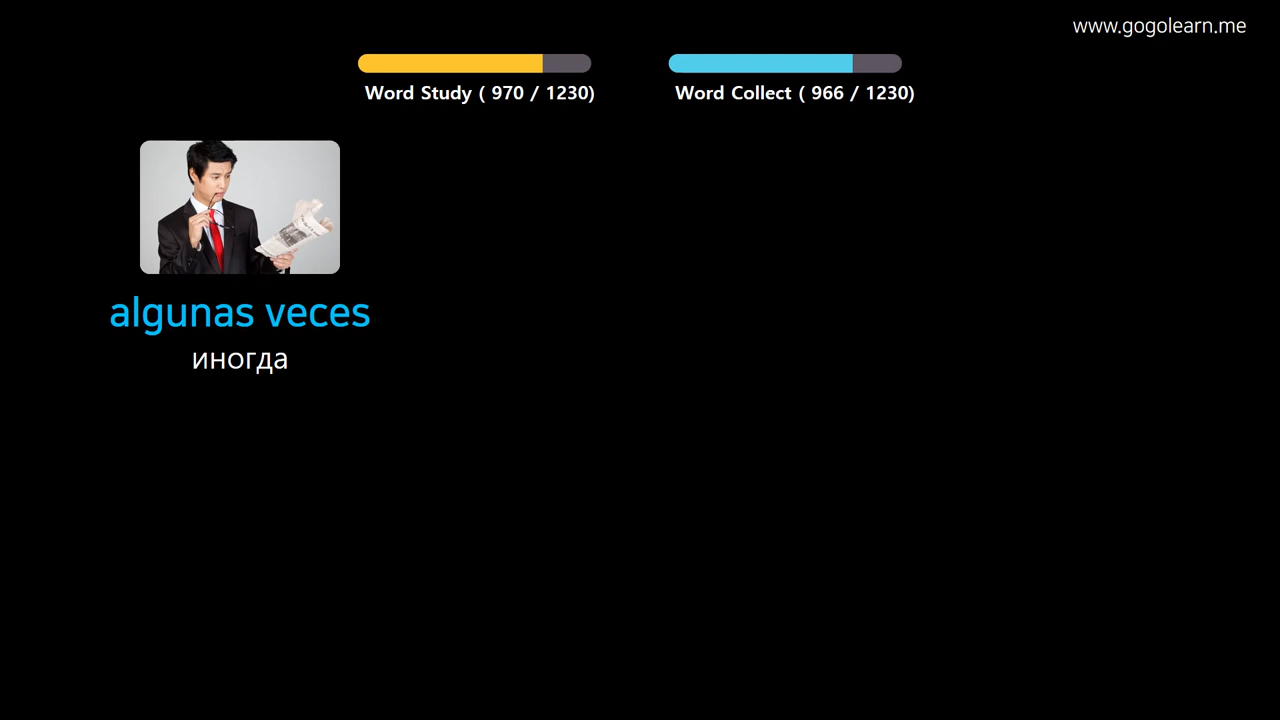 www.gogolearn.me
Word Study ( 970 / 1230)
Word Collect ( 966 / 1230)
algunas veces
иногда